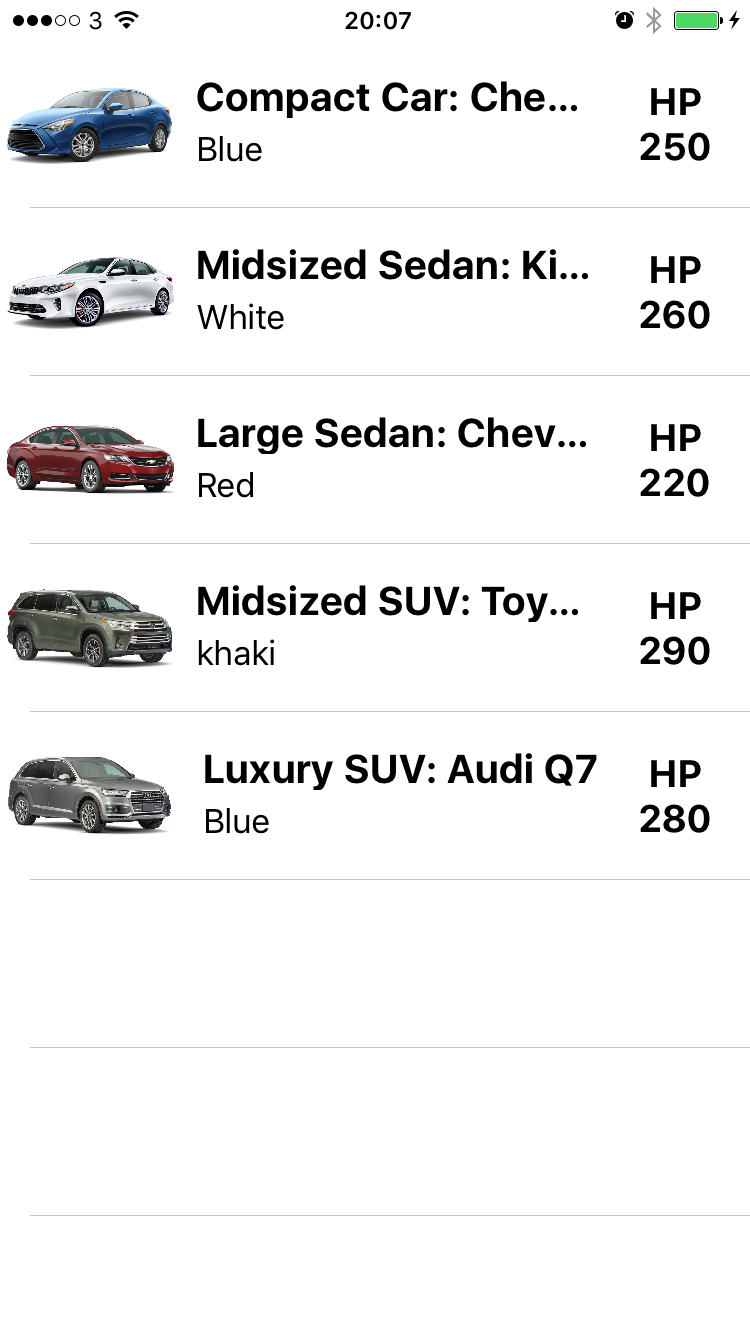 3 20:07
Compact Car: Che...
Blue
HP
250
Midsized Sedan: Ki...
White
HP
260
Large Sedan: Chev...
Red
HP
220
Midsized SUV: Toy...
khaki
HP
290
Luxury SUV: Audi Q7
Blue
HP
280